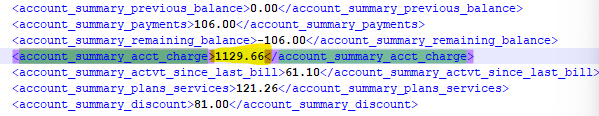 <account_summary_previous_balance>0.00</account_summary_previous_balance>
<account_summary_payments>106.00</account_summary_payments>
<account_summary_remaining_balance>-106.00</account_summary_remaining_balance>
<account_summary_acct_charge>1129.66</account_summary_acct_charge>
<account_summary_actvt_since_last_bill>61.10</account_summary_actvt_since_last_bill>
<account_summary_plans_services>121.26</account_summary_plans_services>
<account_summary_discount>81.00</account_summary_discount>